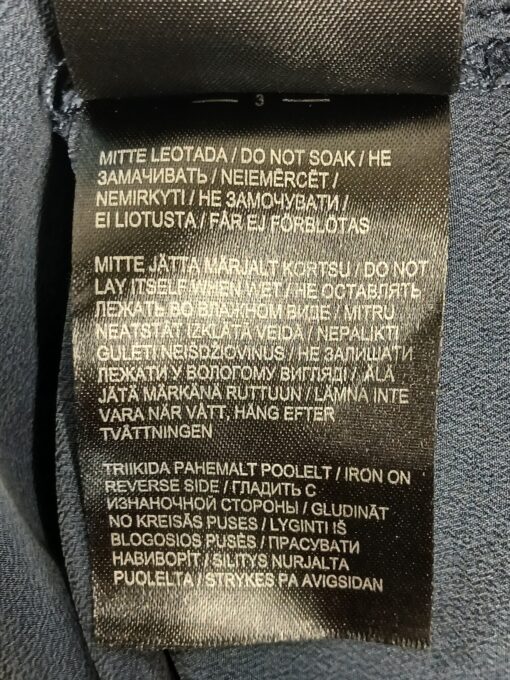 3
MITTE LEOTADA / DO NOT SOAK / НЕ
ЗАМАЧИВАТЬ / NEIEMĒRCĒT /
NEMIRKYTI / НЕ ЗАМОЧУВАТИ /
EI LIOTUSTA / FÅR EJ FÖRBLÖTAS
MITTE JÄTTA MÄRJALT KORTSU / DO NOT
LAY ITSELF WHEN WET / НЕ ОСТАВЛЯТЬ
ЛЕЖАТЬ ВО ВЛАЖНОМ ВИДЕ / MITRU
NEATSTĀT IZKLĀTA VEIDĀ / NEPALIKTI
GULĖTI NEIŠDŽIOVINUS / НЕ ЗАЛИШАТИ
ЛЕЖАТИ У ВОЛОГОМУ ВИГЛЯДІ / ÄLÄ
JÄTÄ MÄRKÄNÄ RUTTUUN / LÄMNA INTE
VARA NÄR VÅTT, HÄNG EFTER
TVÄTTNINGEN
TRIIKIDA PAHEMALT POOLELT / IRON ON
REVERSE SIDE / ГЛАДИТЬ С
ИЗНАНОЧНОЙ СТОРОНЫ / GLUDINĀT
NO KREISĀS PUSES / LYGINTI IŠ
BLOGOSIOS PUSĖS / ПРАСУВАТИ
НАВИВОРІТ / SILITYS NURJALTA
PUOLELTA / STRYKES PÅ AVIGSIDAN